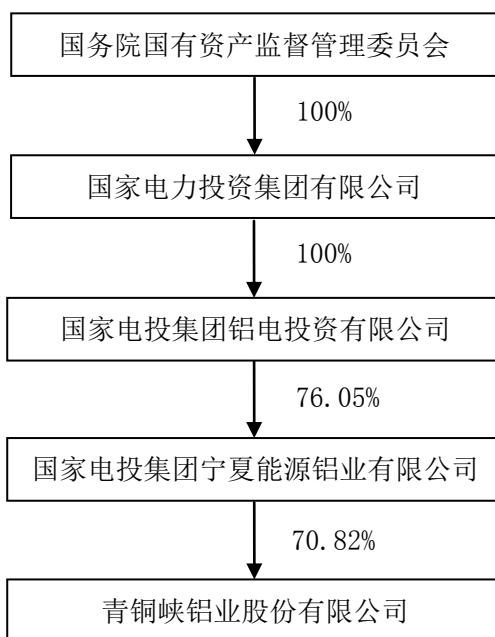 国务院国有资产监督管理委员会
100%
国家电力投资集团有限公司
100%
国家电投集团铝电投资有限公司
76.05%
国家电投集团宁夏能源铝业有限公司
70.82%
青铜峡铝业股份有限公司